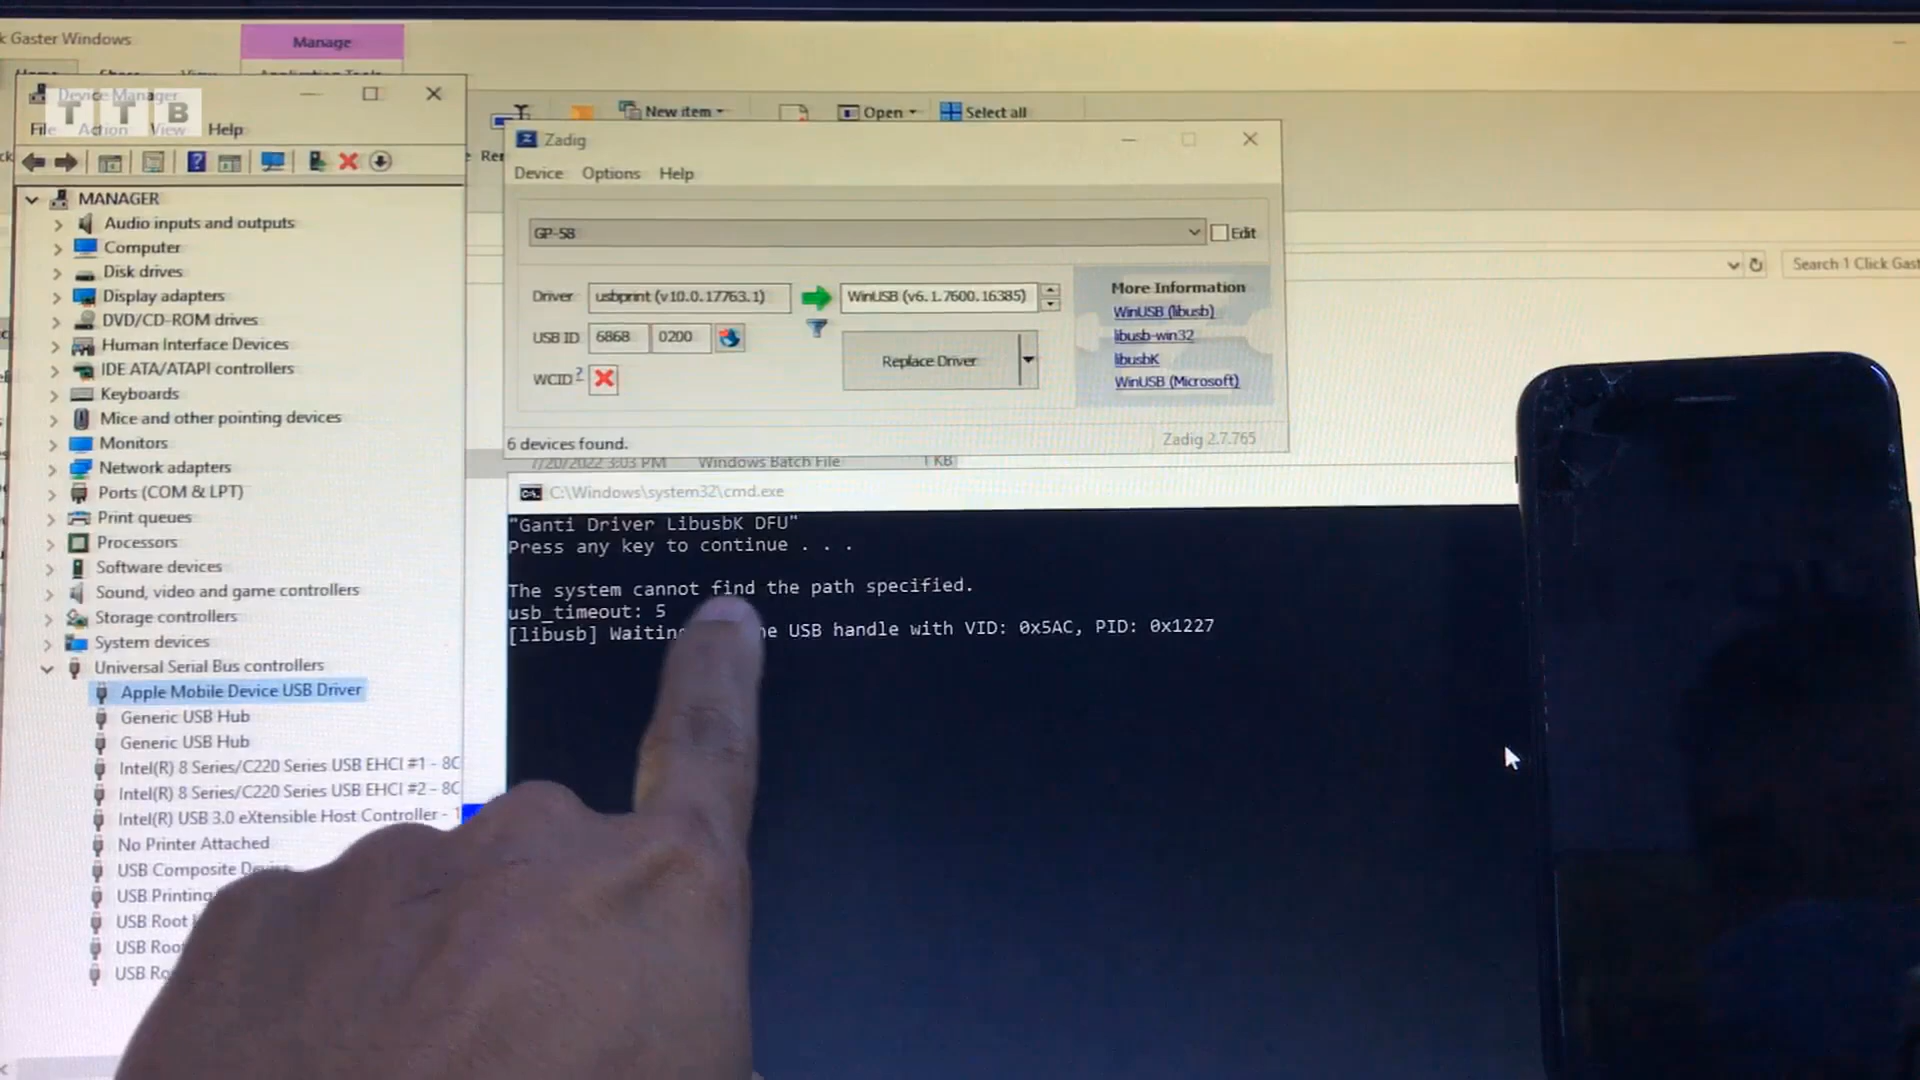 k Gaster Windows
Manage
Device Manager
TTB
File Action View Help
New item
Open
Select all
MANAGER
Audio inputs and outputs
Computer
Disk drives
Display adapters
DVD/CD-ROM drives
Human Interface Devices
IDE ATA/ATAPI controllers
Keyboards
Mice and other pointing devices
Monitors
Network adapters
Ports (COM & LPT)
Print queues
Processors
Software devices
Sound, video and game controllers
Storage controllers
System devices
Universal Serial Bus controllers
Apple Mobile Device USB Driver
Generic USB Hub
Generic USB Hub
Intel(R) 8 Series/C220 Series USB EHCI #1 - 8C
Intel(R) 8 Series/C220 Series USB EHCI #2 - 8C
Intel(R) USB 3.0 eXtensible Host Controller - 1
No Printer Attached
USB Composite De
USB Printing
USB Root
USB Roo
USB Ro
Zadig
Device Options Help
GP-58
Edit
Driver usbprint (v10.0.17763.1) WinUSB (v6.1.7600.16385)
USB ID 6868 0200
WCID ?
Replace Driver
More Information
WinUSB (libusb)
libusb-win32
libusbK
WinUSB (Microsoft)
6 devices found.
Zadig 2.7.765
Search 1 Click Gast
7/20/2022 3:03 PM Windows Batch File 1 KB
C:\Windows\system32\cmd.exe
"Ganti Driver LibusbK DFU"
Press any key to continue . . .
The system cannot find the path specified.
usb_timeout: 5
[libusb] Waitin e USB handle with VID: 0x5AC, PID: 0x1227